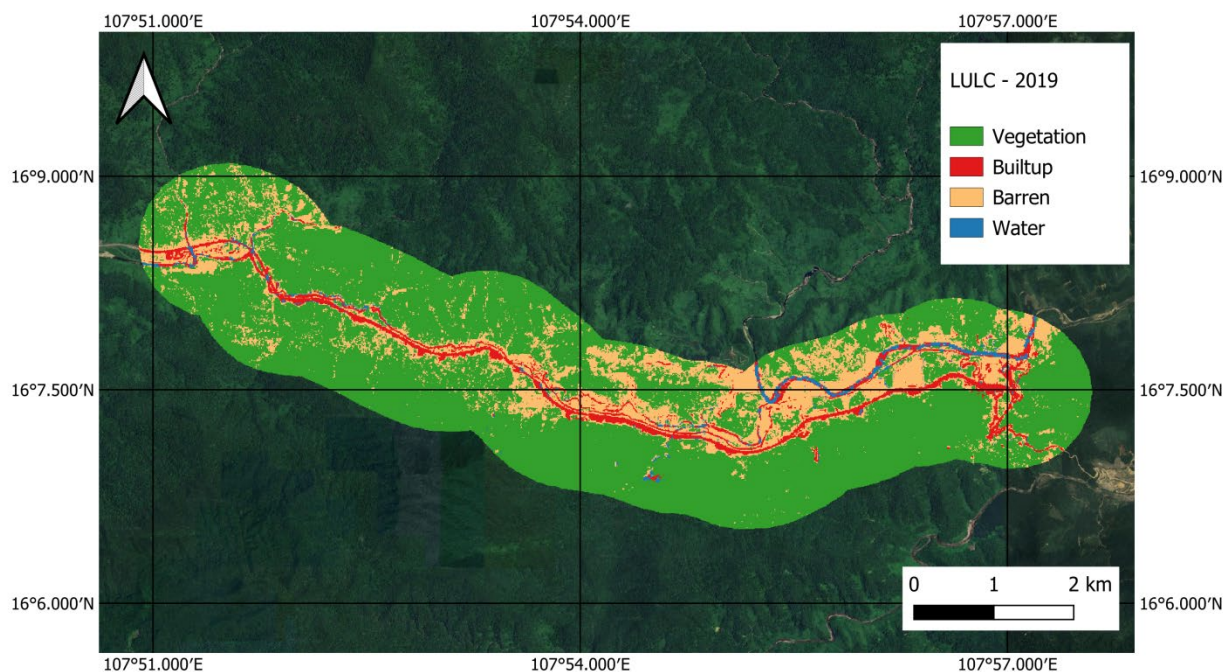 107°51.000′E 107°54.000′E 107°57.000′E
LULC - 2019
Vegetation
Builtup
Barren
Water
16°9.000′N 16°9.000′N
16°7.500′N 16°7.500′N
0 1 2 km
16°6.000′N 16°6.000′N
107°51.000′E 107°54.000′E 107°57.000′E